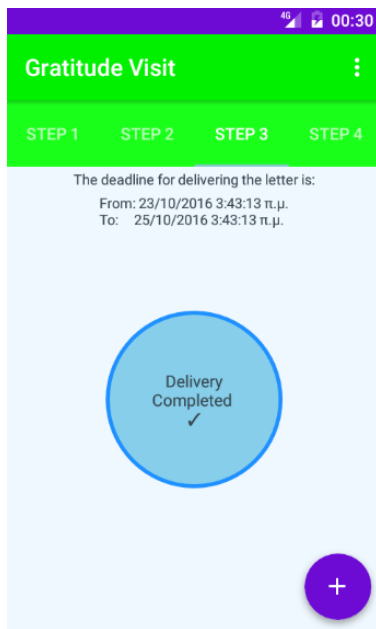 4G 00:30
Gratitude Visit
STEP 1 STEP 2 STEP 3 STEP 4
The deadline for delivering the letter is:
From: 23/10/2016 3:43:13 π.μ.
To: 25/10/2016 3:43:13 π.μ.
Delivery
Completed
✓
+